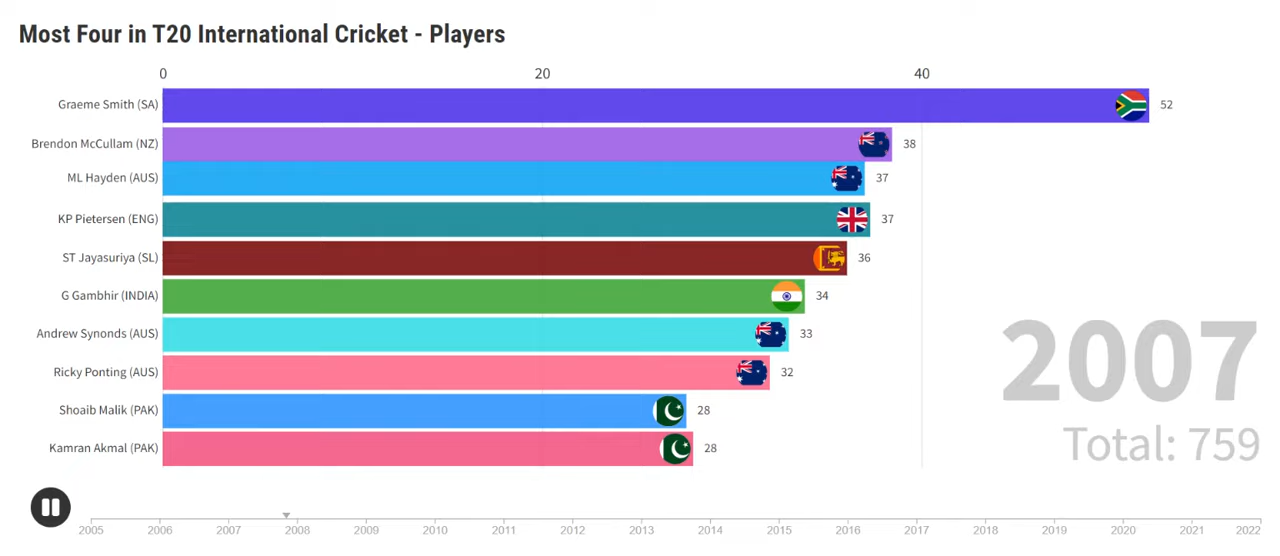 Most Four in T20 International Cricket - Players
0 20 40
Graeme Smith (SA) 52
Brendon McCullam (NZ) 38
ML Hayden (AUS) 37
KP Pietersen (ENG) 37
ST Jayasuriya (SL) 36
G Gambhir (INDIA) 34
Andrew Synonds (AUS) 33
Ricky Ponting (AUS) 32
Shoaib Malik (PAK) 28
Kamran Akmal (PAK) 28
2007
Total: 759
2005 2006 2007 2008 2009 2010 2011 2012 2013 2014 2015 2016 2017 2018 2019 2020 2021 2022